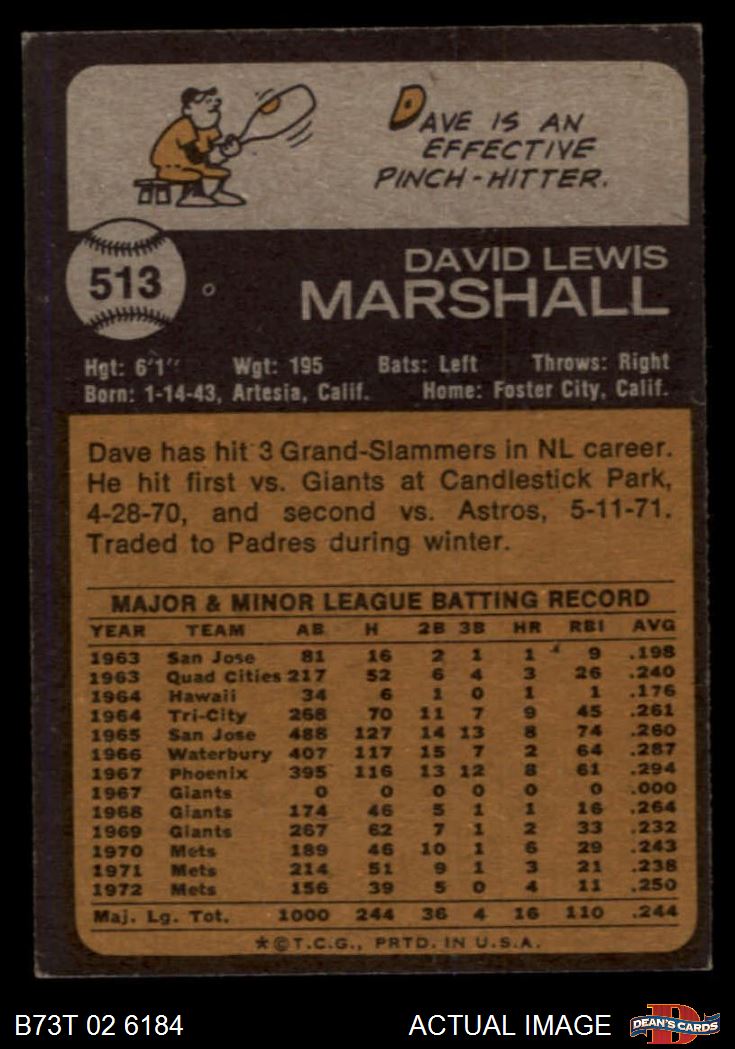 DAVE IS AN
EFFECTIVE
PINCH-HITTER.
513
DAVID LEWIS
MARSHALL
Hgt: 6'1" Wgt: 195 Bats: Left Throws: Right
Born: 1-14-43, Artesia, Calif. Home: Foster City, Calif.
Dave has hit 3 Grand-Slammers in NL career.
He hit first vs. Giants at Candlestick Park,
4-28-70, and second vs. Astros, 5-11-71.
Traded to Padres during winter.
MAJOR & MINOR LEAGUE BATTING RECORD
YEAR TEAM AB H 2B 3B HR RBI AVG
1963 San Jose 81 16 2 1 1 9 .198
1963 Quad Cities 217 52 6 4 3 26 .240
1964 Hawaii 34 6 1 0 1 1 .176
1964 Tri-City 268 70 11 7 9 45 .261
1965 San Jose 488 127 14 13 8 74 .260
1966 Waterbury 407 117 15 7 2 64 .287
1967 Phoenix 395 116 13 12 8 61 .294
1967 Giants 0 0 0 0 0 0 .000
1968 Giants 174 46 5 1 1 16 .264
1969 Giants 267 62 7 1 2 33 .232
1970 Mets 189 46 10 1 6 29 .243
1971 Mets 214 51 9 1 3 21 .238
1972 Mets 156 39 5 0 4 11 .250
Maj. Lg. Tot. 1000 244 36 4 16 110 .244
*©T.C.G., PRTD. IN U.S.A.
B73T 02 6184 ACTUAL IMAGE
D
DEAN'S CARDS